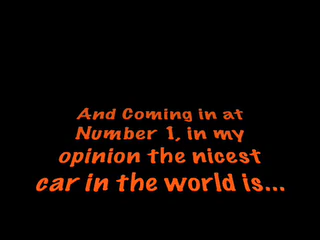 And Coming in at
Number 1, in my
opinion the nicest
car in the world is...